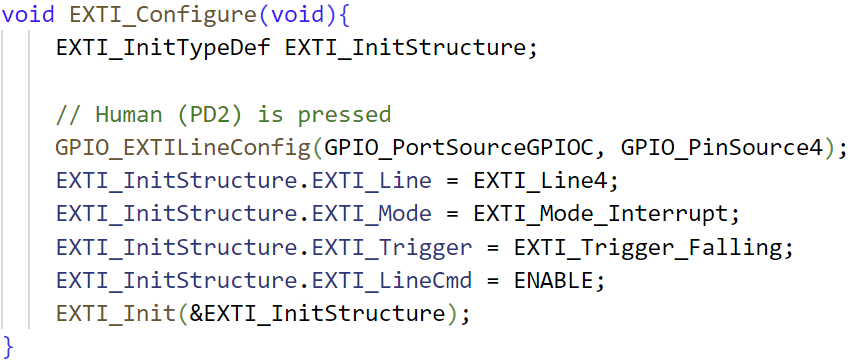 void EXTI_Configure(void){
EXTI_InitTypeDef EXTI_InitStructure;
// Human (PD2) is pressed
GPIO_EXTILineConfig(GPIO_PortSourceGPIOC, GPIO_PinSource4);
EXTI_InitStructure.EXTI_Line = EXTI_Line4;
EXTI_InitStructure.EXTI_Mode = EXTI_Mode_Interrupt;
EXTI_InitStructure.EXTI_Trigger = EXTI_Trigger_Falling;
EXTI_InitStructure.EXTI_LineCmd = ENABLE;
EXTI_Init(&EXTI_InitStructure);
}